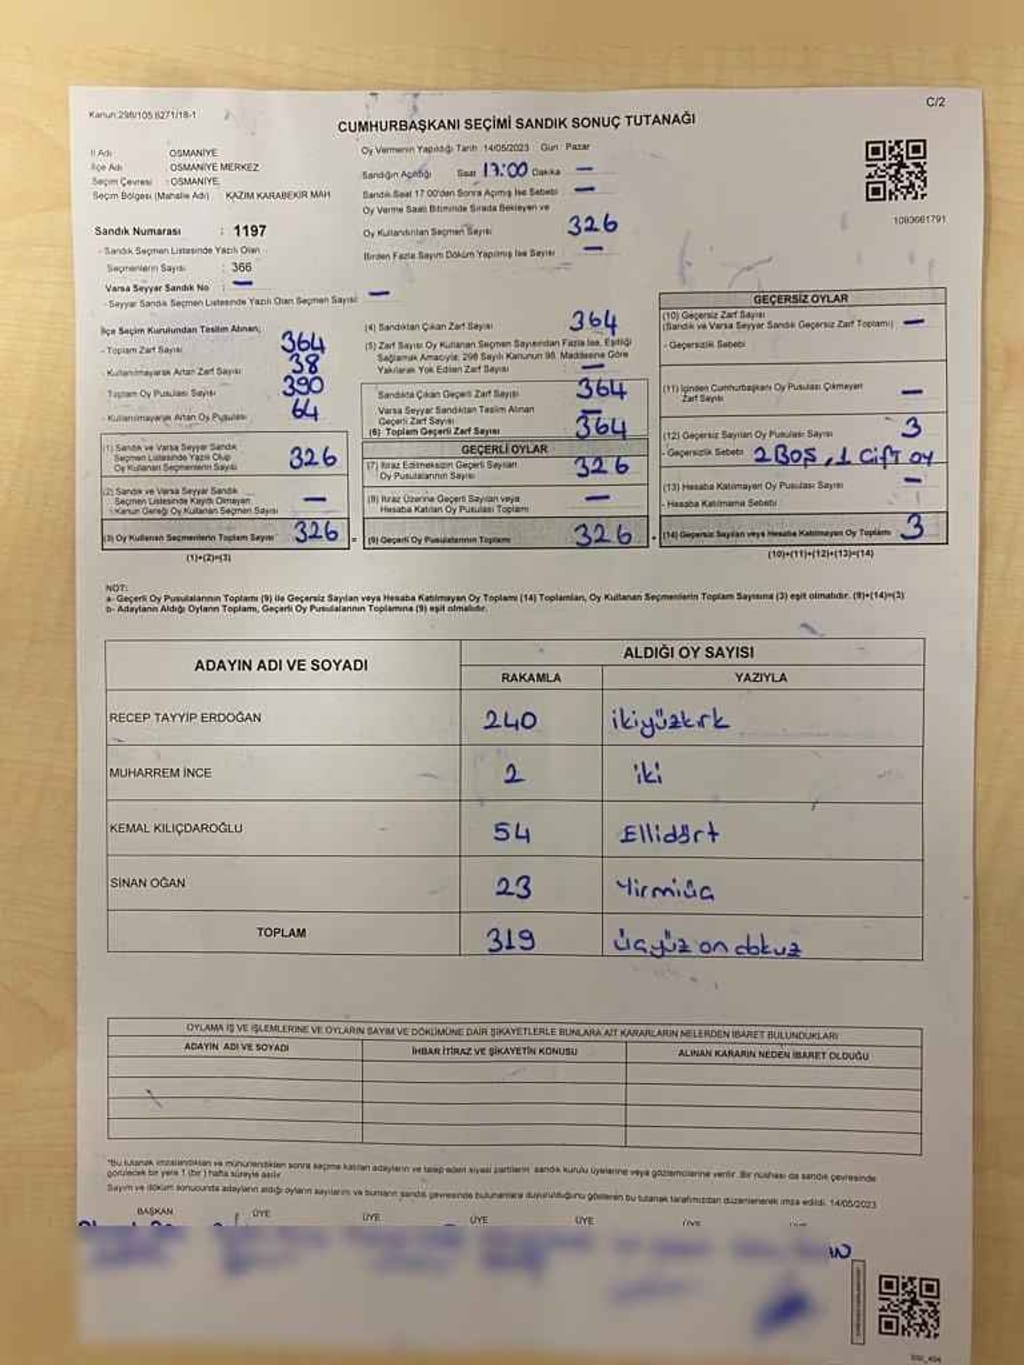 C/2
Kanun:298/105 6271/18-1
CUMHURBAŞKANI SEÇİMİ SANDIK SONUÇ TUTANAĞI
İl Adı OSMANİYE
İlçe Adı OSMANİYE MERKEZ
Seçim Çevresi : OSMANİYE
Seçim Bölgesi (Mahalle Adı) KAZIM KARABEKİR MAH
Sandık Numarası : 1197
- Sandık Seçmen Listesinde Yazılı Olan
Seçmenlerin Sayısı : 366
Varsa Seyyar Sandık No : —
- Seyyar Sandık Seçmen Listesinde Yazılı Olan Seçmen Sayısı: —
Oy Vermenin Yapıldığı Tarih :14/05/2023 Gün : Pazar
Sandığın Açıldığı Saat 17:00 Dakika —
Sandık Saat 17:00'den Sonra Açılmış İse Sebebi —
Oy Verme Saati Bitiminde Sırada Bekleyen ve
Oy Kullandırılan Seçmen Sayısı 326
Birden Fazla Sayım Döküm Yapılmış İse Sayısı —
1083661791
İlçe Seçim Kurulundan Teslim Alınan;
- Toplam Zarf Sayısı 364
- Kullanılmayarak Artan Zarf Sayısı 38
Toplam Oy Pusulası Sayısı 390
- Kullanılmayarak Artan Oy Pusulası 64
(1) Sandık ve Varsa Seyyar Sandık
Seçmen Listesinde Yazılı Olup
Oy Kullanan Seçmenlerin Sayısı 326
(2) Sandık ve Varsa Seyyar Sandık
Seçmen Listesinde Kayıtlı Olmayan
Kanun Gereği Oy Kullanan Seçmen Sayısı —
(3) Oy Kullanan Seçmenlerin Toplam Sayısı 326 =
(1)+(2)=(3)
(4) Sandıktan Çıkan Zarf Sayısı 364
(5) Zarf Sayısı Oy Kullanan Seçmen Sayısından Fazla İse, Eşitliği
Sağlamak Amacıyla; 298 Sayılı Kanunun 98. Maddesine Göre
Yakılarak Yok Edilen Zarf Sayısı —
Sandıkta Çıkan Geçerli Zarf Sayısı 364
Varsa Seyyar Sandıktan Teslim Alınan
Geçerli Zarf Sayısı —
(6) Toplam Geçerli Zarf Sayısı 364
GEÇERLİ OYLAR
(7) İtiraz Edilmeksizin Geçerli Sayılan
Oy Pusulası Sayısı 326
(8) İtiraz Üzerine Geçerli Sayılan veya
Hesaba Katılan Oy Pusulası Toplamı —
(9) Geçerli Oy Pusulalarının Toplamı 326 +
GEÇERSİZ OYLAR
(10) Geçersiz Zarf Sayısı
(Sandık ve Varsa Seyyar Sandık Geçersiz Zarf Toplamı) —
- Geçersizlik Sebebi
(11) İçinden Cumhurbaşkanı Oy Pusulası Çıkmayan
Zarf Sayısı —
(12) Geçersiz Sayılan Oy Pusulası Sayısı 3
- Geçersizlik Sebebi 2 BOŞ, 1 Çift oy
(13) Hesaba Katılmayan Oy Pusulası Sayısı —
- Hesaba Katılmama Sebebi
(14) Geçersiz Sayılan veya Hesaba Katılmayan Oy Toplamı 3
(10)+(11)+(12)+(13)=(14)
NOT:
a- Geçerli Oy Pusulalarının Toplamı (9) ile Geçersiz Sayılan veya Hesaba Katılmayan Oy Toplamı (14) Toplamları, Oy Kullanan Seçmenlerin Toplam Sayısına (3) eşit olmalıdır. (9)+(14)=(3)
b- Adayların Aldığı Oyların Toplamı, Geçerli Oy Pusulalarının Toplamına (9) eşit olmalıdır.
ADAYIN ADI VE SOYADI ALDIĞI OY SAYISI
RAKAMLA YAZIYLA
RECEP TAYYİP ERDOĞAN 240 ikiyüzkırk
MUHARREM İNCE 2 iki
KEMAL KILIÇDAROĞLU 54 Ellidört
SİNAN OĞAN 23 Yirmiüç
TOPLAM 319 üçyüz on dokuz
OYLAMA İŞ VE İŞLEMLERİNE VE OYLARIN SAYIM VE DÖKÜMÜNE DAİR ŞİKAYETLERLE BUNLARA AİT KARARLARIN NELERDEN İBARET BULUNDUKLARI
ADAYIN ADI VE SOYADI İHBAR İTİRAZ VE ŞİKAYETİN KONUSU ALINAN KARARIN NEDEN İBARET OLDUĞU
*Bu tutanak imzalandıktan ve mühürlendikten sonra seçime katılan adayların ve talep eden siyasi partilerin sandık kurulu üyelerine veya gözlemcilerine verilir. Bir nüshası da sandık çevresinde
görülecek bir yere 1 (bir) hafta süreyle asılır.
Sayım ve döküm sonucunda adayların aldığı oyların sayılarını ve bunların sandık çevresinde bulunanlara duyurulduğunu gösteren bu tutanak tarafımızdan düzenlenerek imza edildi. 14/05/2023
BAŞKAN ÜYE ÜYE ÜYE ÜYE ÜYE